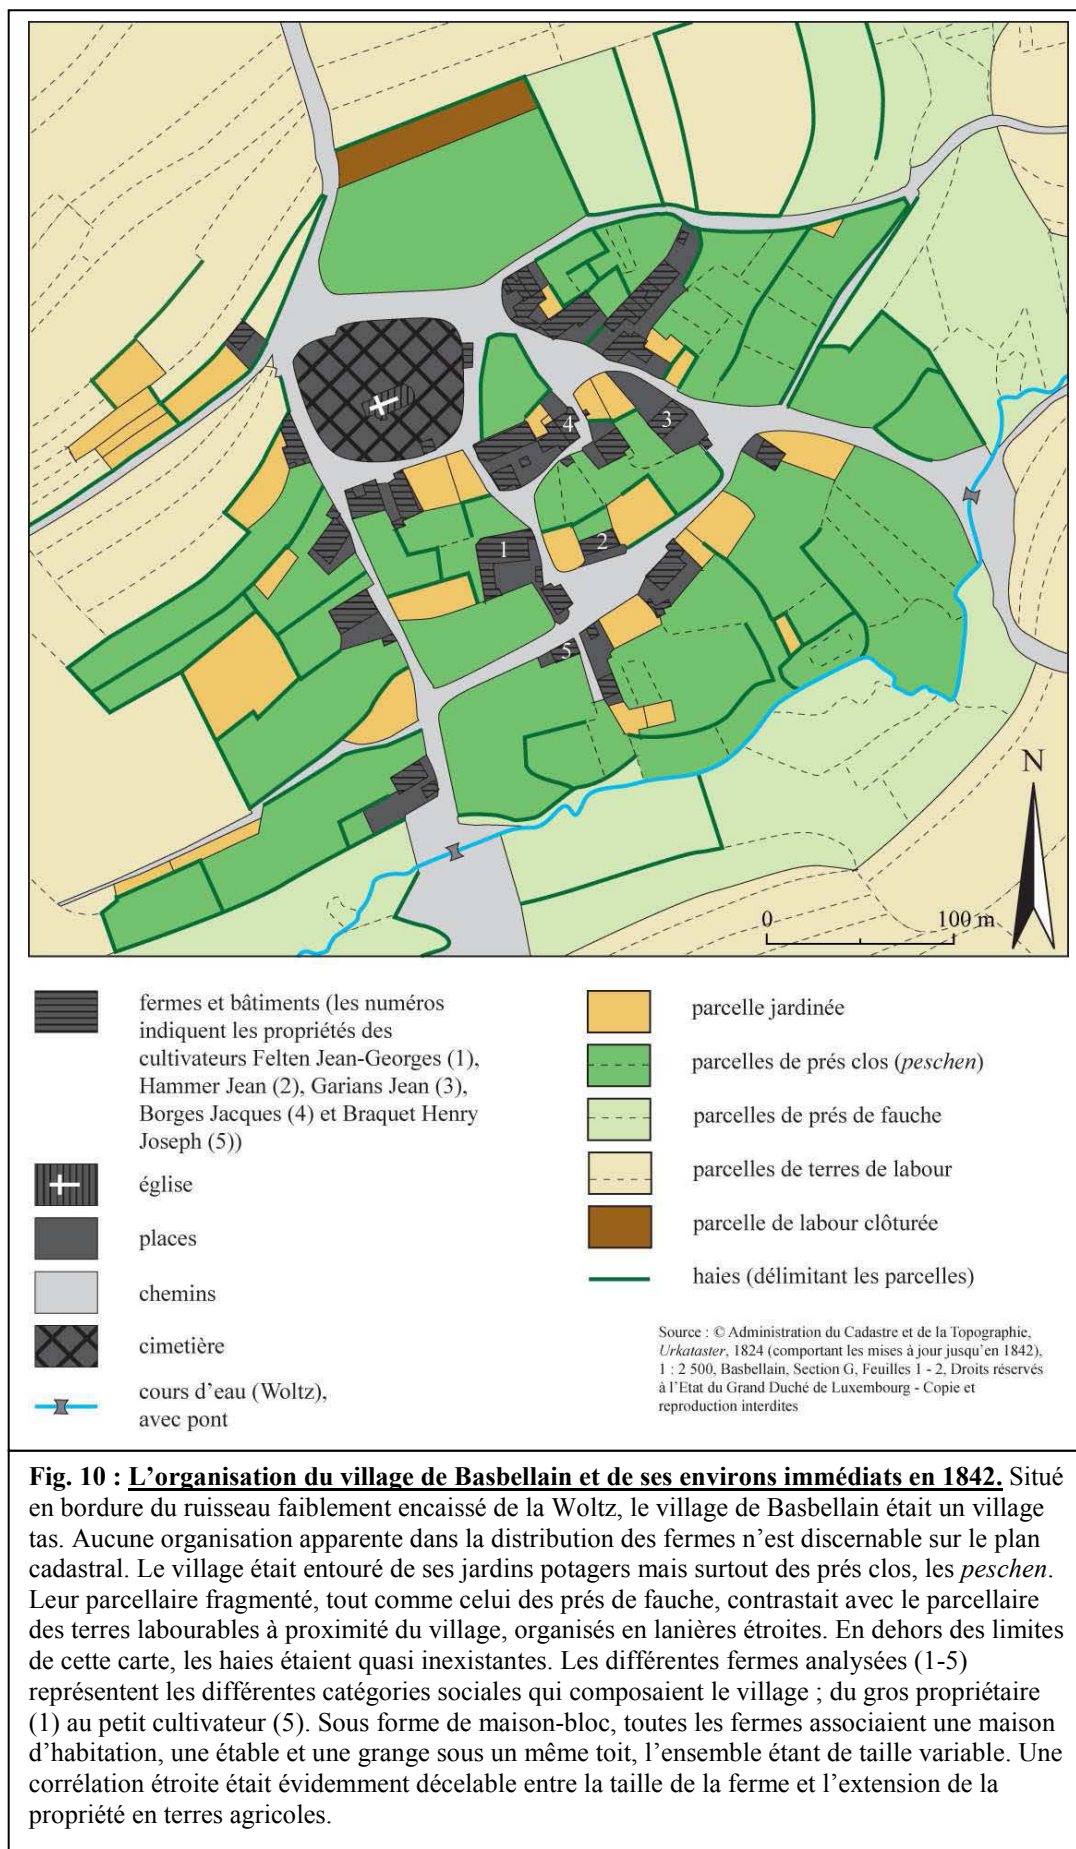 4
3
1
2
5
N
0
100 m
fermes et bâtiments (les numéros
indiquent les propriétés des
cultivateurs Felten Jean-Georges (1),
Hammer Jean (2), Garians Jean (3),
Borges Jacques (4) et Braquet Henry
Joseph (5))
église
places
chemins
cimetière
cours d'eau (Woltz),
avec pont
parcelle jardinée
parcelles de prés clos (peschen)
parcelles de prés de fauche
parcelles de terres de labour
parcelle de labour clôturée
haies (délimitant les parcelles)
Source : © Administration du Cadastre et de la Topographie,
Urkataster, 1824 (comportant les mises à jour jusqu'en 1842),
1 : 2 500, Basbellain, Section G, Feuilles 1 - 2, Droits réservés
à l'Etat du Grand Duché de Luxembourg - Copie et
reproduction interdites
Fig. 10 : L'organisation du village de Basbellain et de ses environs immédiats en 1842. Situé
en bordure du ruisseau faiblement encaissé de la Woltz, le village de Basbellain était un village
tas. Aucune organisation apparente dans la distribution des fermes n'est discernable sur le plan
cadastral. Le village était entouré de ses jardins potagers mais surtout des prés clos, les peschen.
Leur parcellaire fragmenté, tout comme celui des prés de fauche, contrastait avec le parcellaire
des terres labourables à proximité du village, organisés en lanières étroites. En dehors des limites
de cette carte, les haies étaient quasi inexistantes. Les différentes fermes analysées (1-5)
représentent les différentes catégories sociales qui composaient le village ; du gros propriétaire
(1) au petit cultivateur (5). Sous forme de maison-bloc, toutes les fermes associaient une maison
d'habitation, une étable et une grange sous un même toit, l'ensemble étant de taille variable. Une
corrélation étroite était évidemment décelable entre la taille de la ferme et l'extension de la
propriété en terres agricoles.